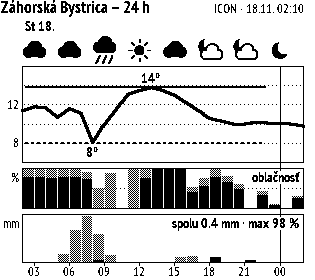 Záhorská Bystrica – 24 h
ICON · 18.11. 02:10
St 18.
14°
12
8
8°
%
oblačnosť
mm
spolu 0.4 mm · max 98 %
03 06 09 12 15 18 21 00